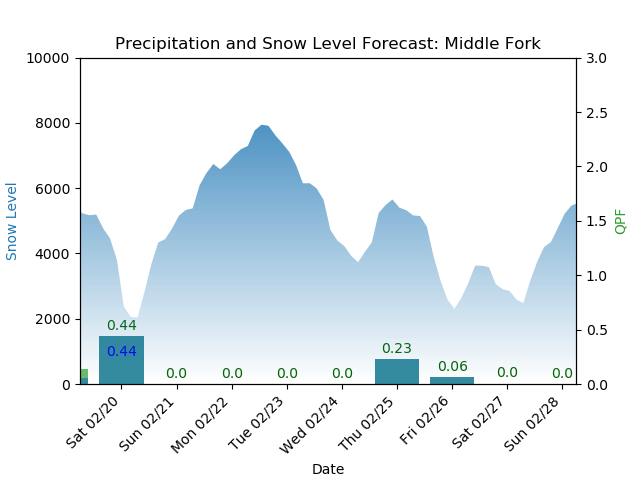 Precipitation and Snow Level Forecast: Middle Fork
10000
8000
6000
4000
2000
0
Snow Level
3.0
2.5
2.0
1.5
1.0
0.5
0.0
QPF
0.44
0.44
0.0
0.0
0.0
0.0
0.23
0.06
0.0
0.0
Sat 02/20
Sun 02/21
Mon 02/22
Tue 02/23
Wed 02/24
Thu 02/25
Fri 02/26
Sat 02/27
Sun 02/28
Date